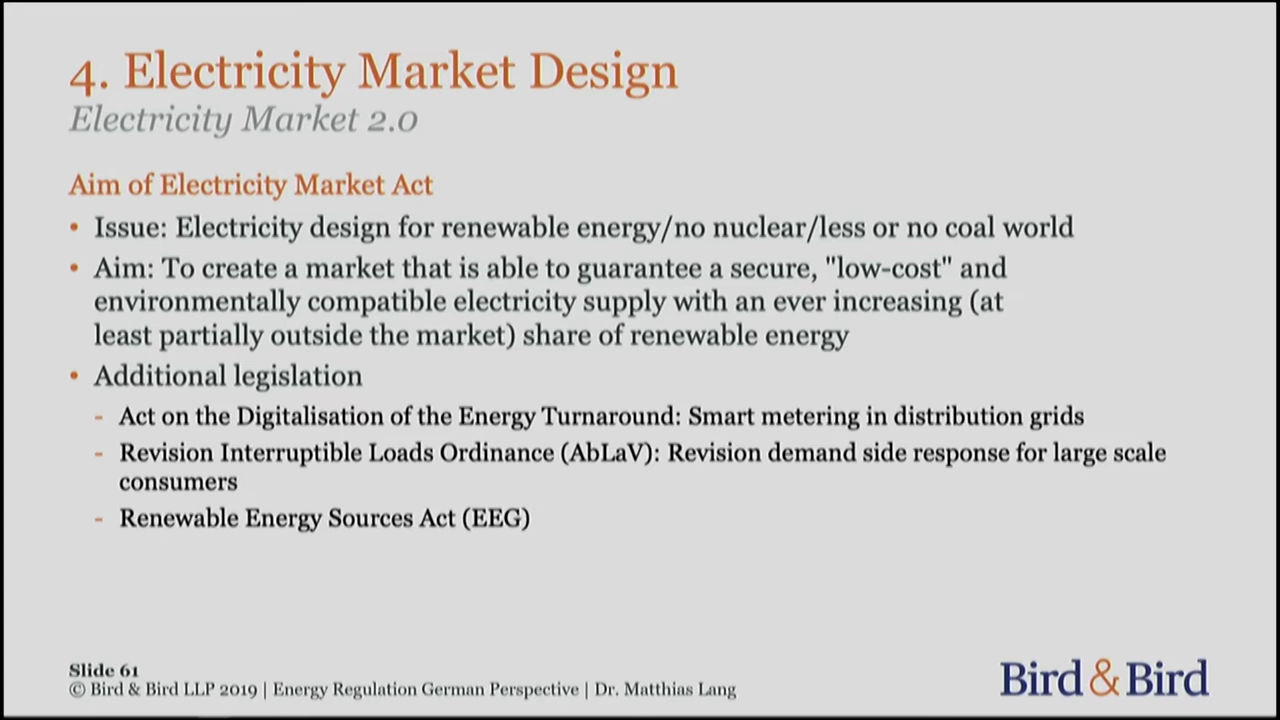 4. Electricity Market Design
Electricity Market 2.0
Aim of Electricity Market Act
• Issue: Electricity design for renewable energy/no nuclear/less or no coal world
• Aim: To create a market that is able to guarantee a secure, "low-cost" and
environmentally compatible electricity supply with an ever increasing (at
least partially outside the market) share of renewable energy
• Additional legislation
- Act on the Digitalisation of the Energy Turnaround: Smart metering in distribution grids
- Revision Interruptible Loads Ordinance (AbLaV): Revision demand side response for large scale
consumers
- Renewable Energy Sources Act (EEG)
Slide 61
© Bird & Bird LLP 2019 | Energy Regulation German Perspective | Dr. Matthias Lang
Bird & Bird